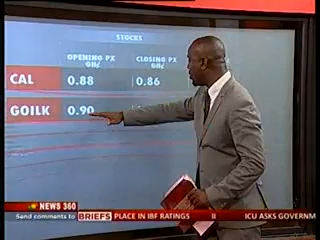 STOCKS
OPENING PX CLOSING PX
GH¢ GH¢
CAL 0.88 0.86
GOILK 0.90
NEWS 360
Send comments to BRIEFS PLACE IN IBF RATINGS II ICU ASKS GOVERNM